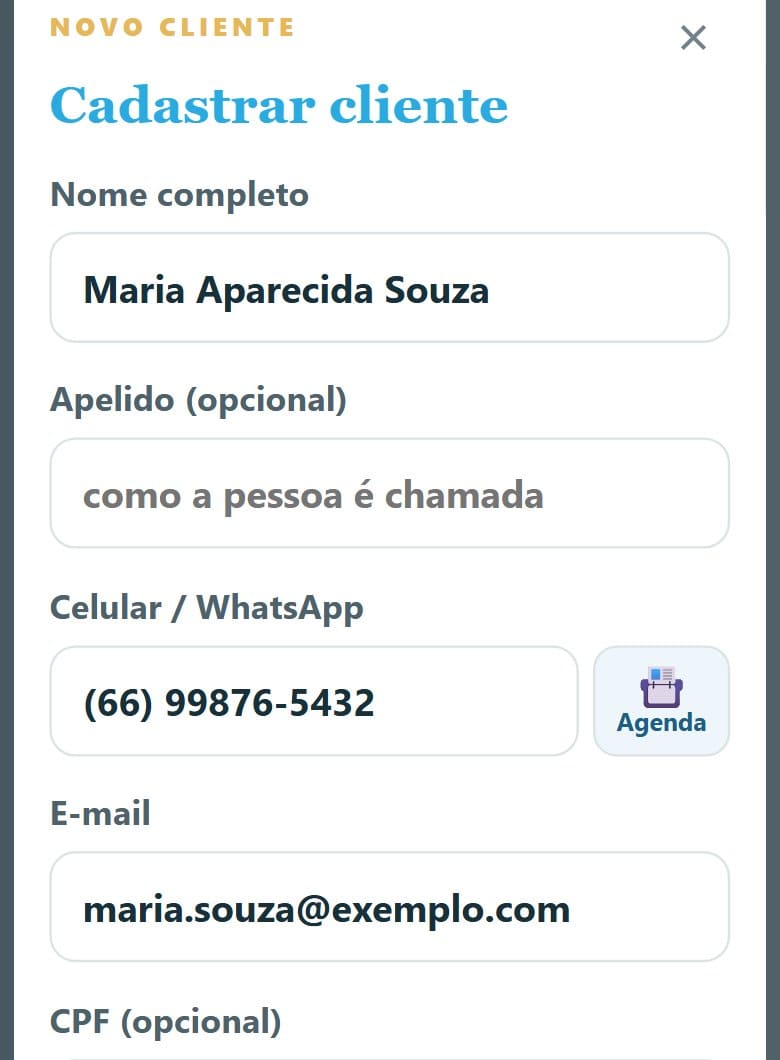 NOVO CLIENTE
×
Cadastrar cliente
Nome completo
Maria Aparecida Souza
Apelido (opcional)
como a pessoa é chamada
Celular / WhatsApp
(66) 99876-5432
Agenda
E-mail
maria.souza@exemplo.com
CPF (opcional)